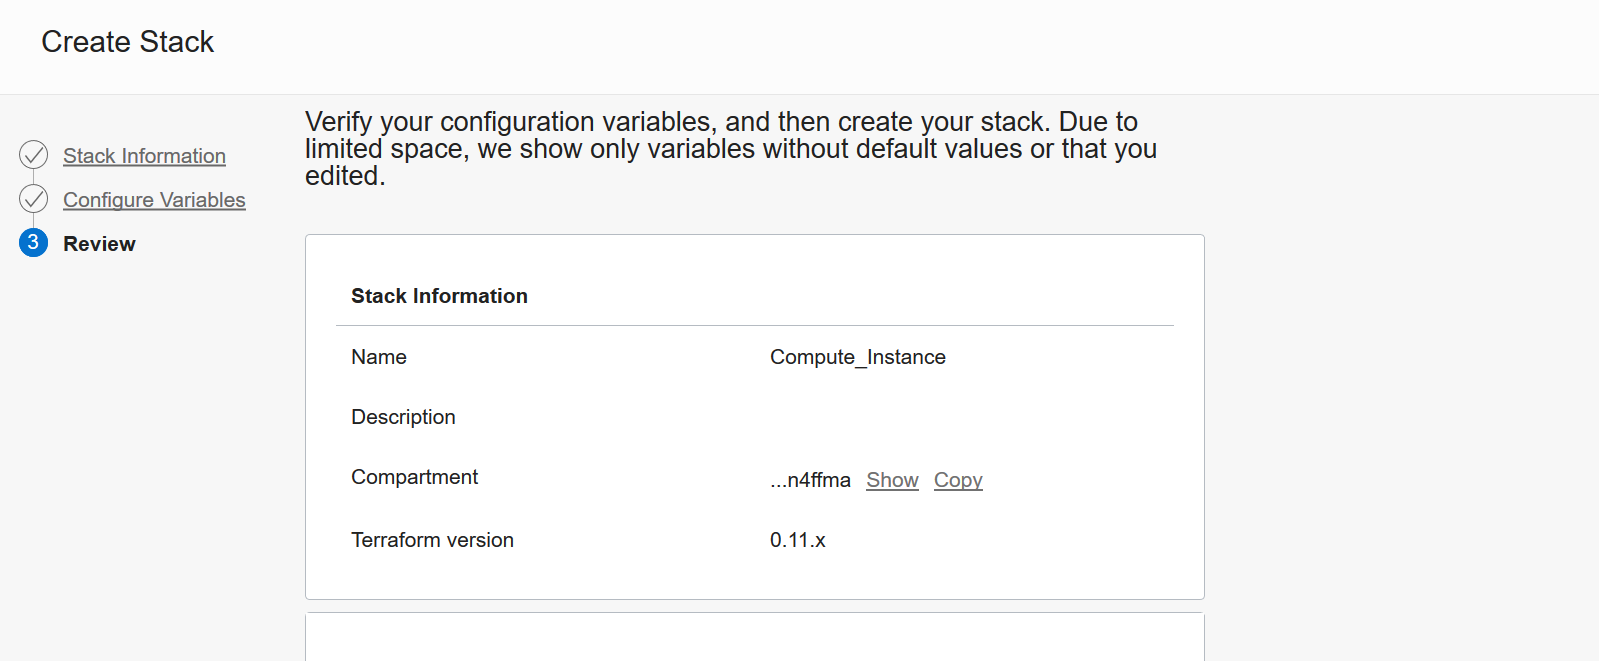 Create Stack
Stack Information
Configure Variables
3 Review
Verify your configuration variables, and then create your stack. Due to
limited space, we show only variables without default values or that you
edited.
Stack Information
Name Compute_Instance
Description
Compartment ...n4ffma Show Copy
Terraform version 0.11.x